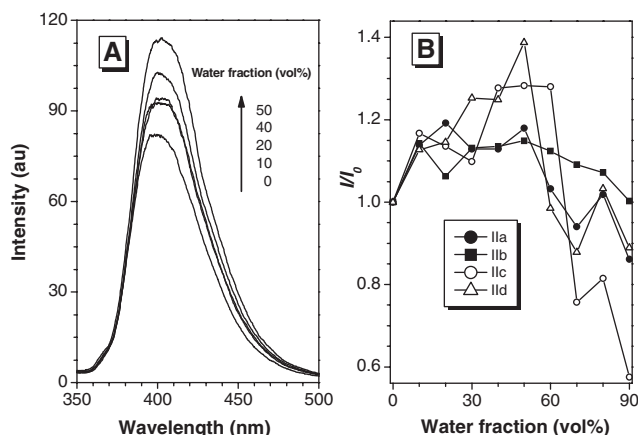 A
Water fraction (vol%)
50
40
20
10
0
120
90
60
30
0
Intensity (au)
350 400 450 500
Wavelength (nm)
B
1.4
1.2
1.0
0.8
0.6
I/I0
IIa
IIb
IIc
IId
0 30 60 90
Water fraction (vol%)